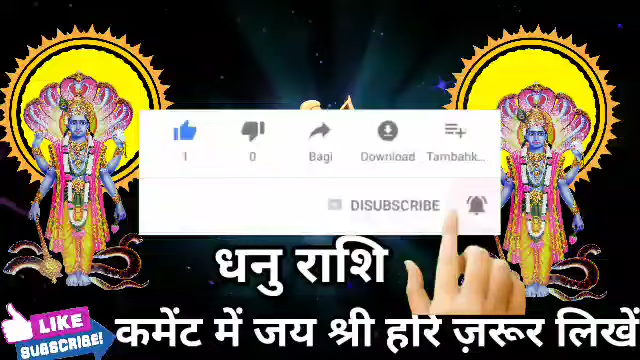 1 0 Bagi Download Tambahk...
DISUBSCRIBE
धनु राशि
LIKE
SUBSCRIBE!
कमेंट में जय श्री हरि ज़रूर लिखें